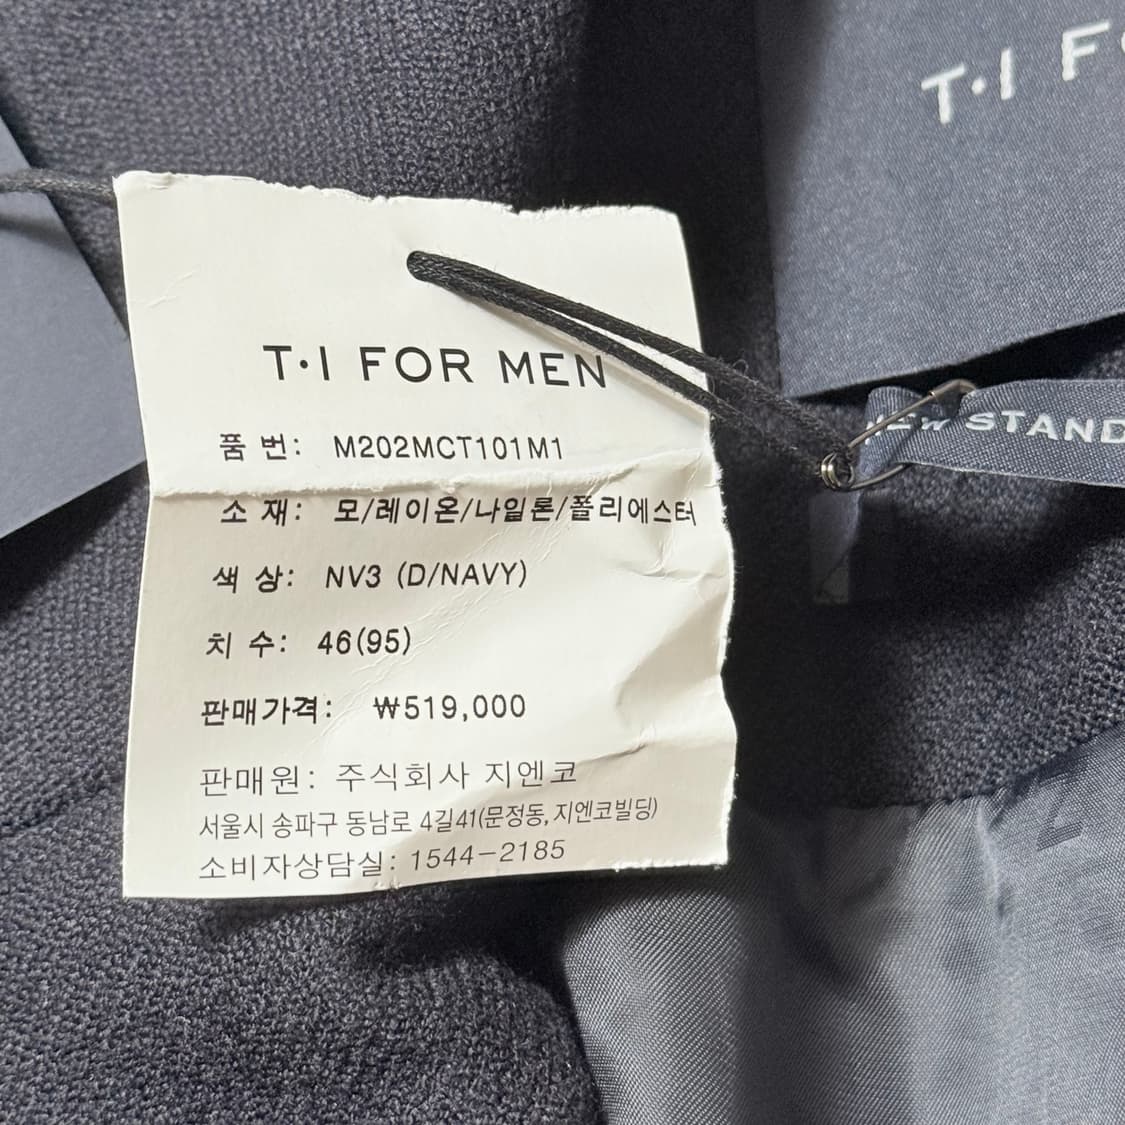 T·I F
NEW STAND
T·I FOR MEN
품 번: M202MCT101M1
소 재: 모/레이온/나일론/폴리에스터
색 상: NV3 (D/NAVY)
치 수: 46(95)
판매가격: ₩519,000
판매원: 주식회사 지엔코
서울시 송파구 동남로 4길41(문정동, 지엔코빌딩)
소비자상담실: 1544-2185